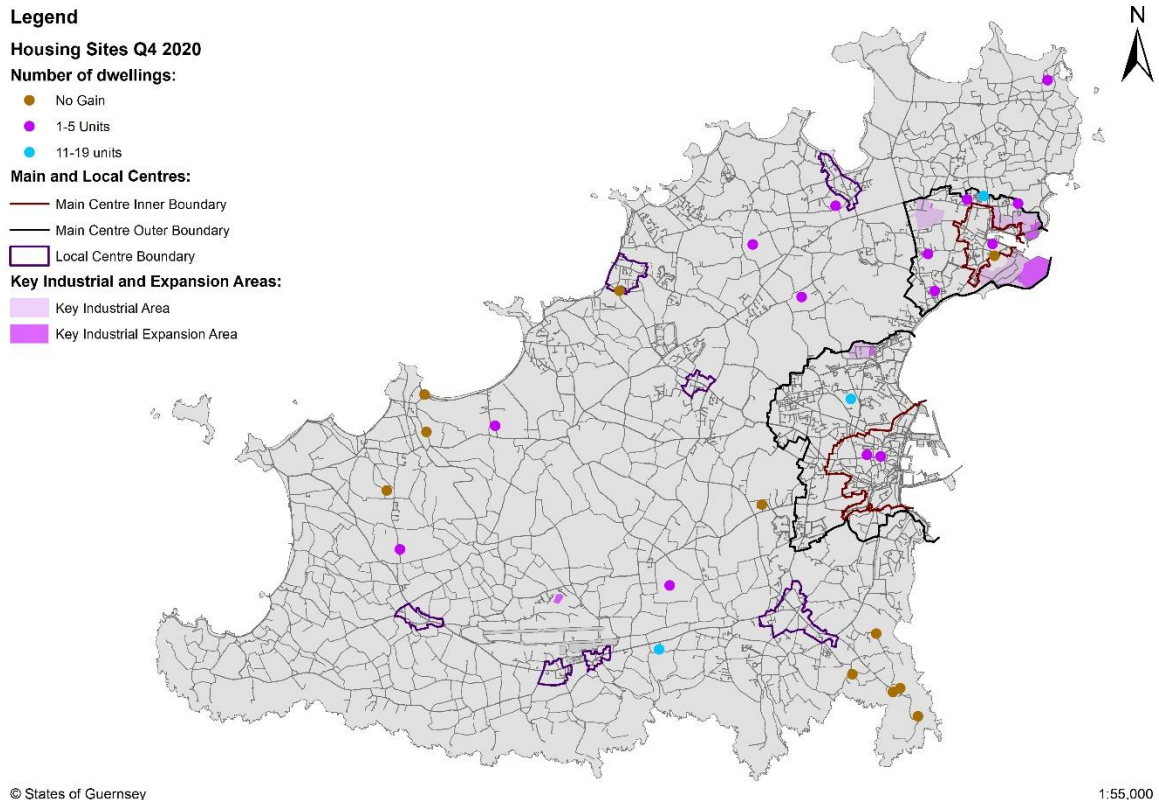 Legend
Housing Sites Q4 2020
Number of dwellings:
No Gain
1-5 Units
11-19 units
Main and Local Centres:
Main Centre Inner Boundary
Main Centre Outer Boundary
Local Centre Boundary
Key Industrial and Expansion Areas:
Key Industrial Area
Key Industrial Expansion Area
N
© States of Guernsey
1:55,000